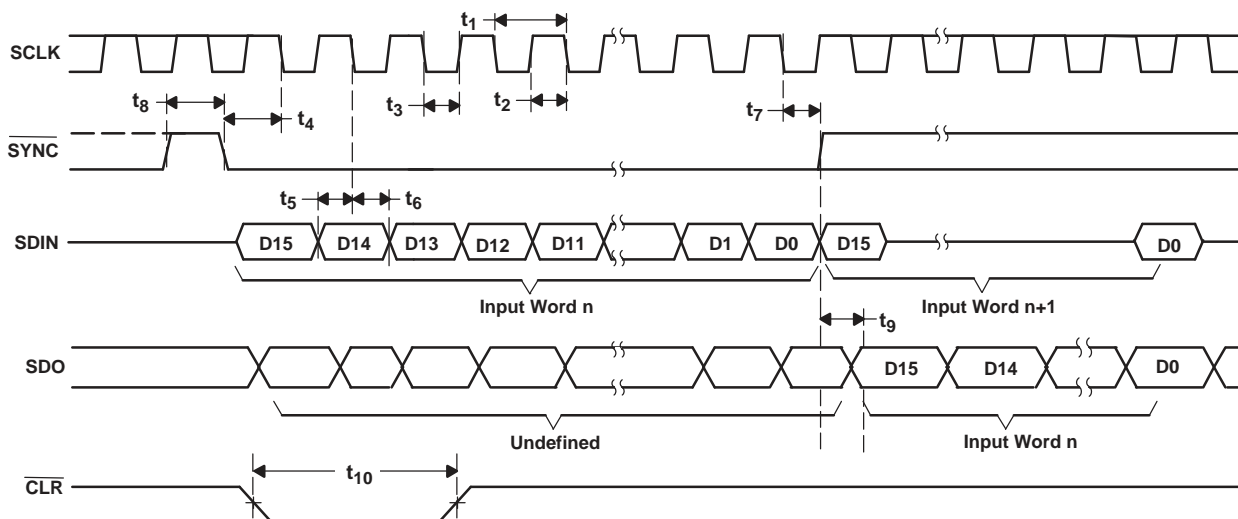 t1
SCLK
t8
t4
t3
t2
t7
SYNC
t5
t6
SDIN
D15
D14
D13
D12
D11
D1
D0
D15
D0
Input Word n
Input Word n+1
t9
SDO
D15
D14
D0
Undefined
Input Word n
t10
CLR